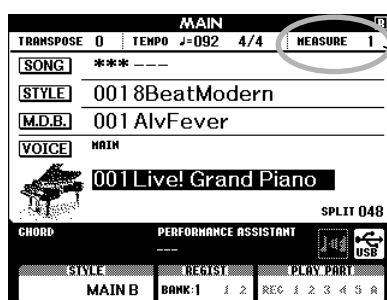 MAIN
TRANSPOSE 0 TEMPO ♩=092 4/4 MEASURE 1
SONG *** ---
STYLE 001 8BeatModern
M.D.B. 001 AlvFever
VOICE MAIN
001 Live! Grand Piano
SPLIT 048
CHORD PERFORMANCE ASSISTANT
---
USB
STYLE REGIST PLAY PART
MAIN B BANK:1 1 2 REC 1 2 3 4 5 A